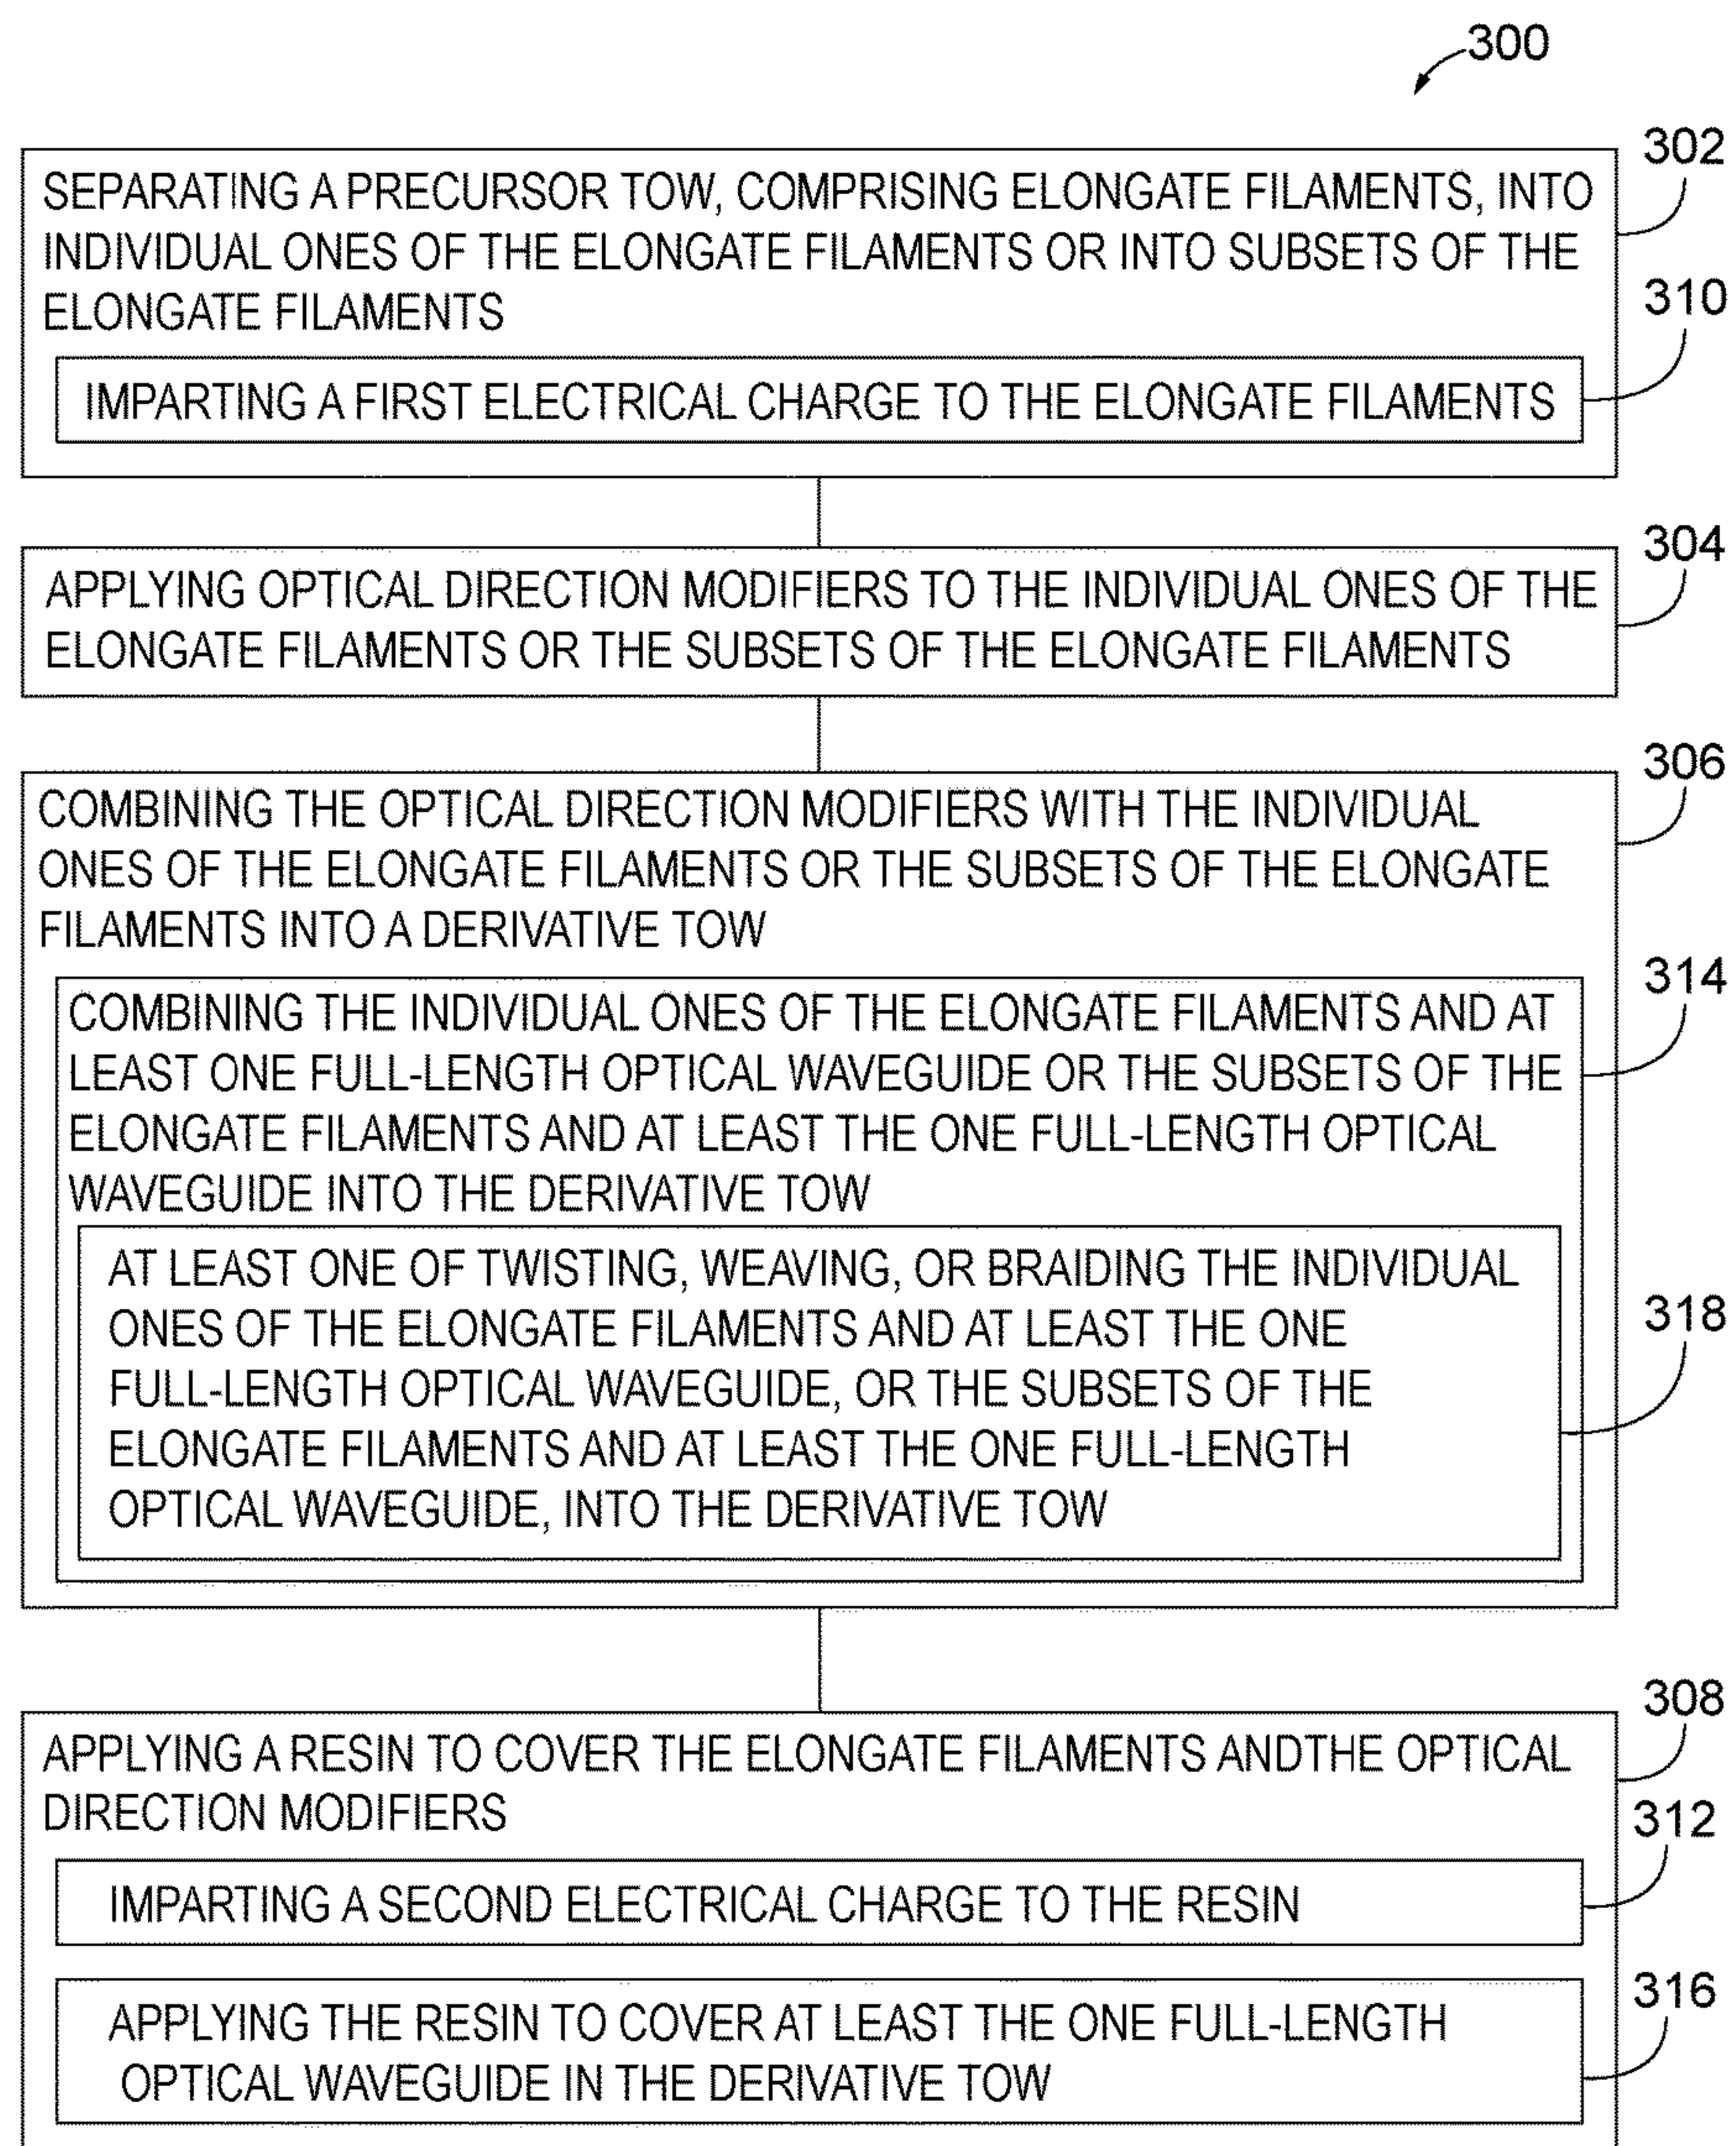 300
302
SEPARATING A PRECURSOR TOW, COMPRISING ELONGATE FILAMENTS, INTO
INDIVIDUAL ONES OF THE ELONGATE FILAMENTS OR INTO SUBSETS OF THE
ELONGATE FILAMENTS
310
IMPARTING A FIRST ELECTRICAL CHARGE TO THE ELONGATE FILAMENTS
304
APPLYING OPTICAL DIRECTION MODIFIERS TO THE INDIVIDUAL ONES OF THE
ELONGATE FILAMENTS OR THE SUBSETS OF THE ELONGATE FILAMENTS
306
COMBINING THE OPTICAL DIRECTION MODIFIERS WITH THE INDIVIDUAL
ONES OF THE ELONGATE FILAMENTS OR THE SUBSETS OF THE ELONGATE
FILAMENTS INTO A DERIVATIVE TOW
314
COMBINING THE INDIVIDUAL ONES OF THE ELONGATE FILAMENTS AND AT
LEAST ONE FULL-LENGTH OPTICAL WAVEGUIDE OR THE SUBSETS OF THE
ELONGATE FILAMENTS AND AT LEAST THE ONE FULL-LENGTH OPTICAL
WAVEGUIDE INTO THE DERIVATIVE TOW
318
AT LEAST ONE OF TWISTING, WEAVING, OR BRAIDING THE INDIVIDUAL
ONES OF THE ELONGATE FILAMENTS AND AT LEAST THE ONE
FULL-LENGTH OPTICAL WAVEGUIDE, OR THE SUBSETS OF THE
ELONGATE FILAMENTS AND AT LEAST THE ONE FULL-LENGTH
OPTICAL WAVEGUIDE, INTO THE DERIVATIVE TOW
308
APPLYING A RESIN TO COVER THE ELONGATE FILAMENTS ANDTHE OPTICAL
DIRECTION MODIFIERS
312
IMPARTING A SECOND ELECTRICAL CHARGE TO THE RESIN
316
APPLYING THE RESIN TO COVER AT LEAST THE ONE FULL-LENGTH
OPTICAL WAVEGUIDE IN THE DERIVATIVE TOW